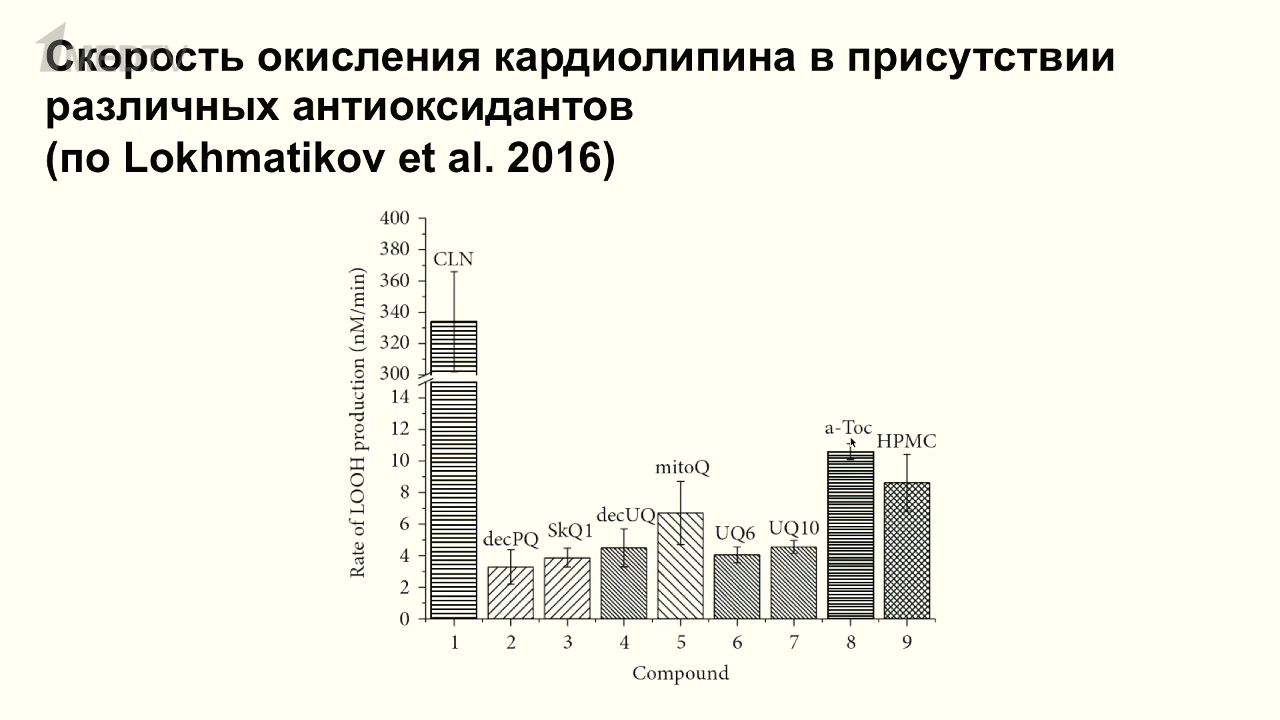 Скорость окисления кардиолипина в присутствии
различных антиоксидантов
(по Lokhmatikov et al. 2016)
400
380
360
340
320
300
14
12
10
8
6
4
2
0
Rate of LOOH production (nM/min)
CLN
decPQ
SkQ1
decUQ
mitoQ
UQ6
UQ10
a-Toc
HPMC
1 2 3 4 5 6 7 8 9
Compound